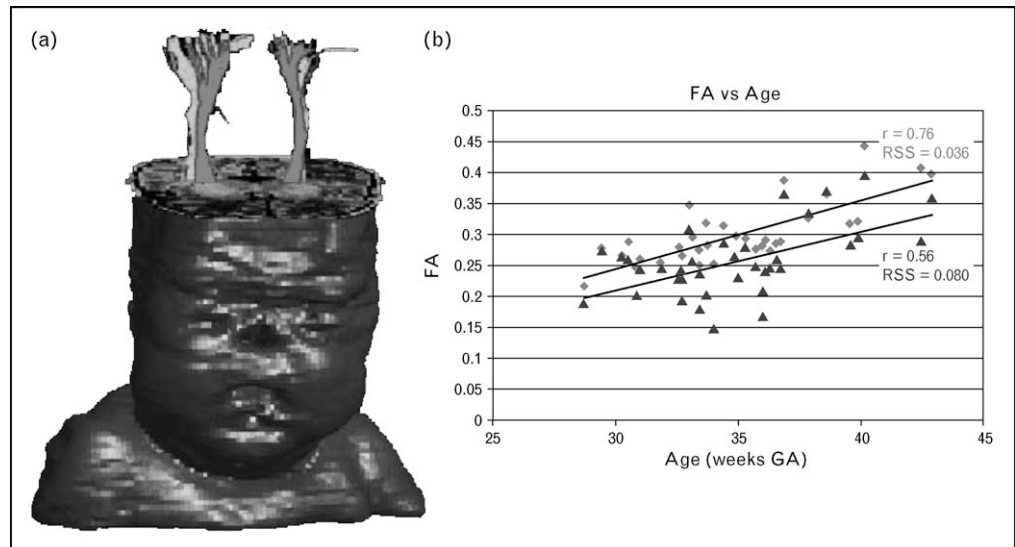 (a)
(b)
FA vs Age
0.5
0.45
0.4
0.35
0.3
0.25
0.2
0.15
0.1
0.05
0
FA
r = 0.76
RSS = 0.036
r = 0.56
RSS = 0.080
25
30
35
40
45
Age (weeks GA)